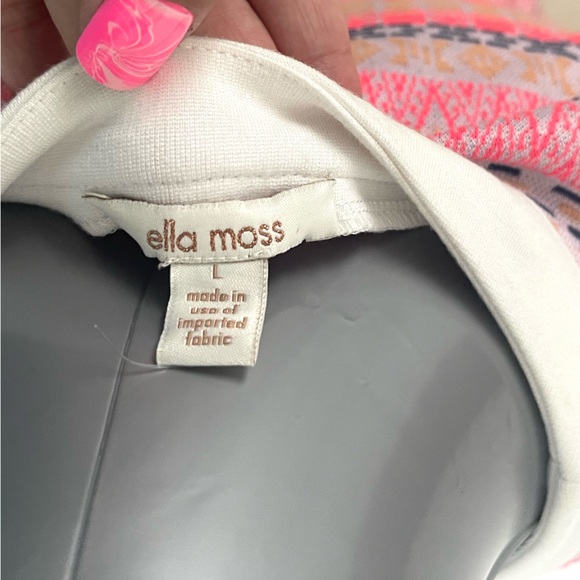 ella moss
L
made in
usa of
imported
fabric